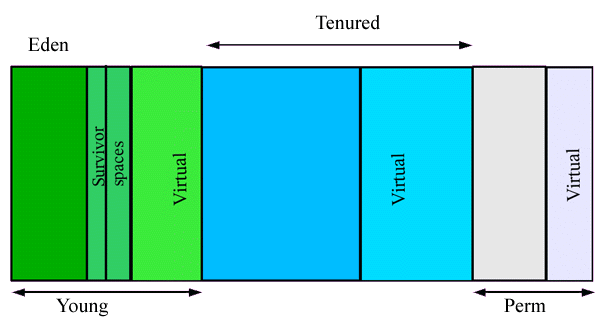 Tenured
Eden
Survivor
spaces
Virtual
Virtual
Virtual
Young
Perm